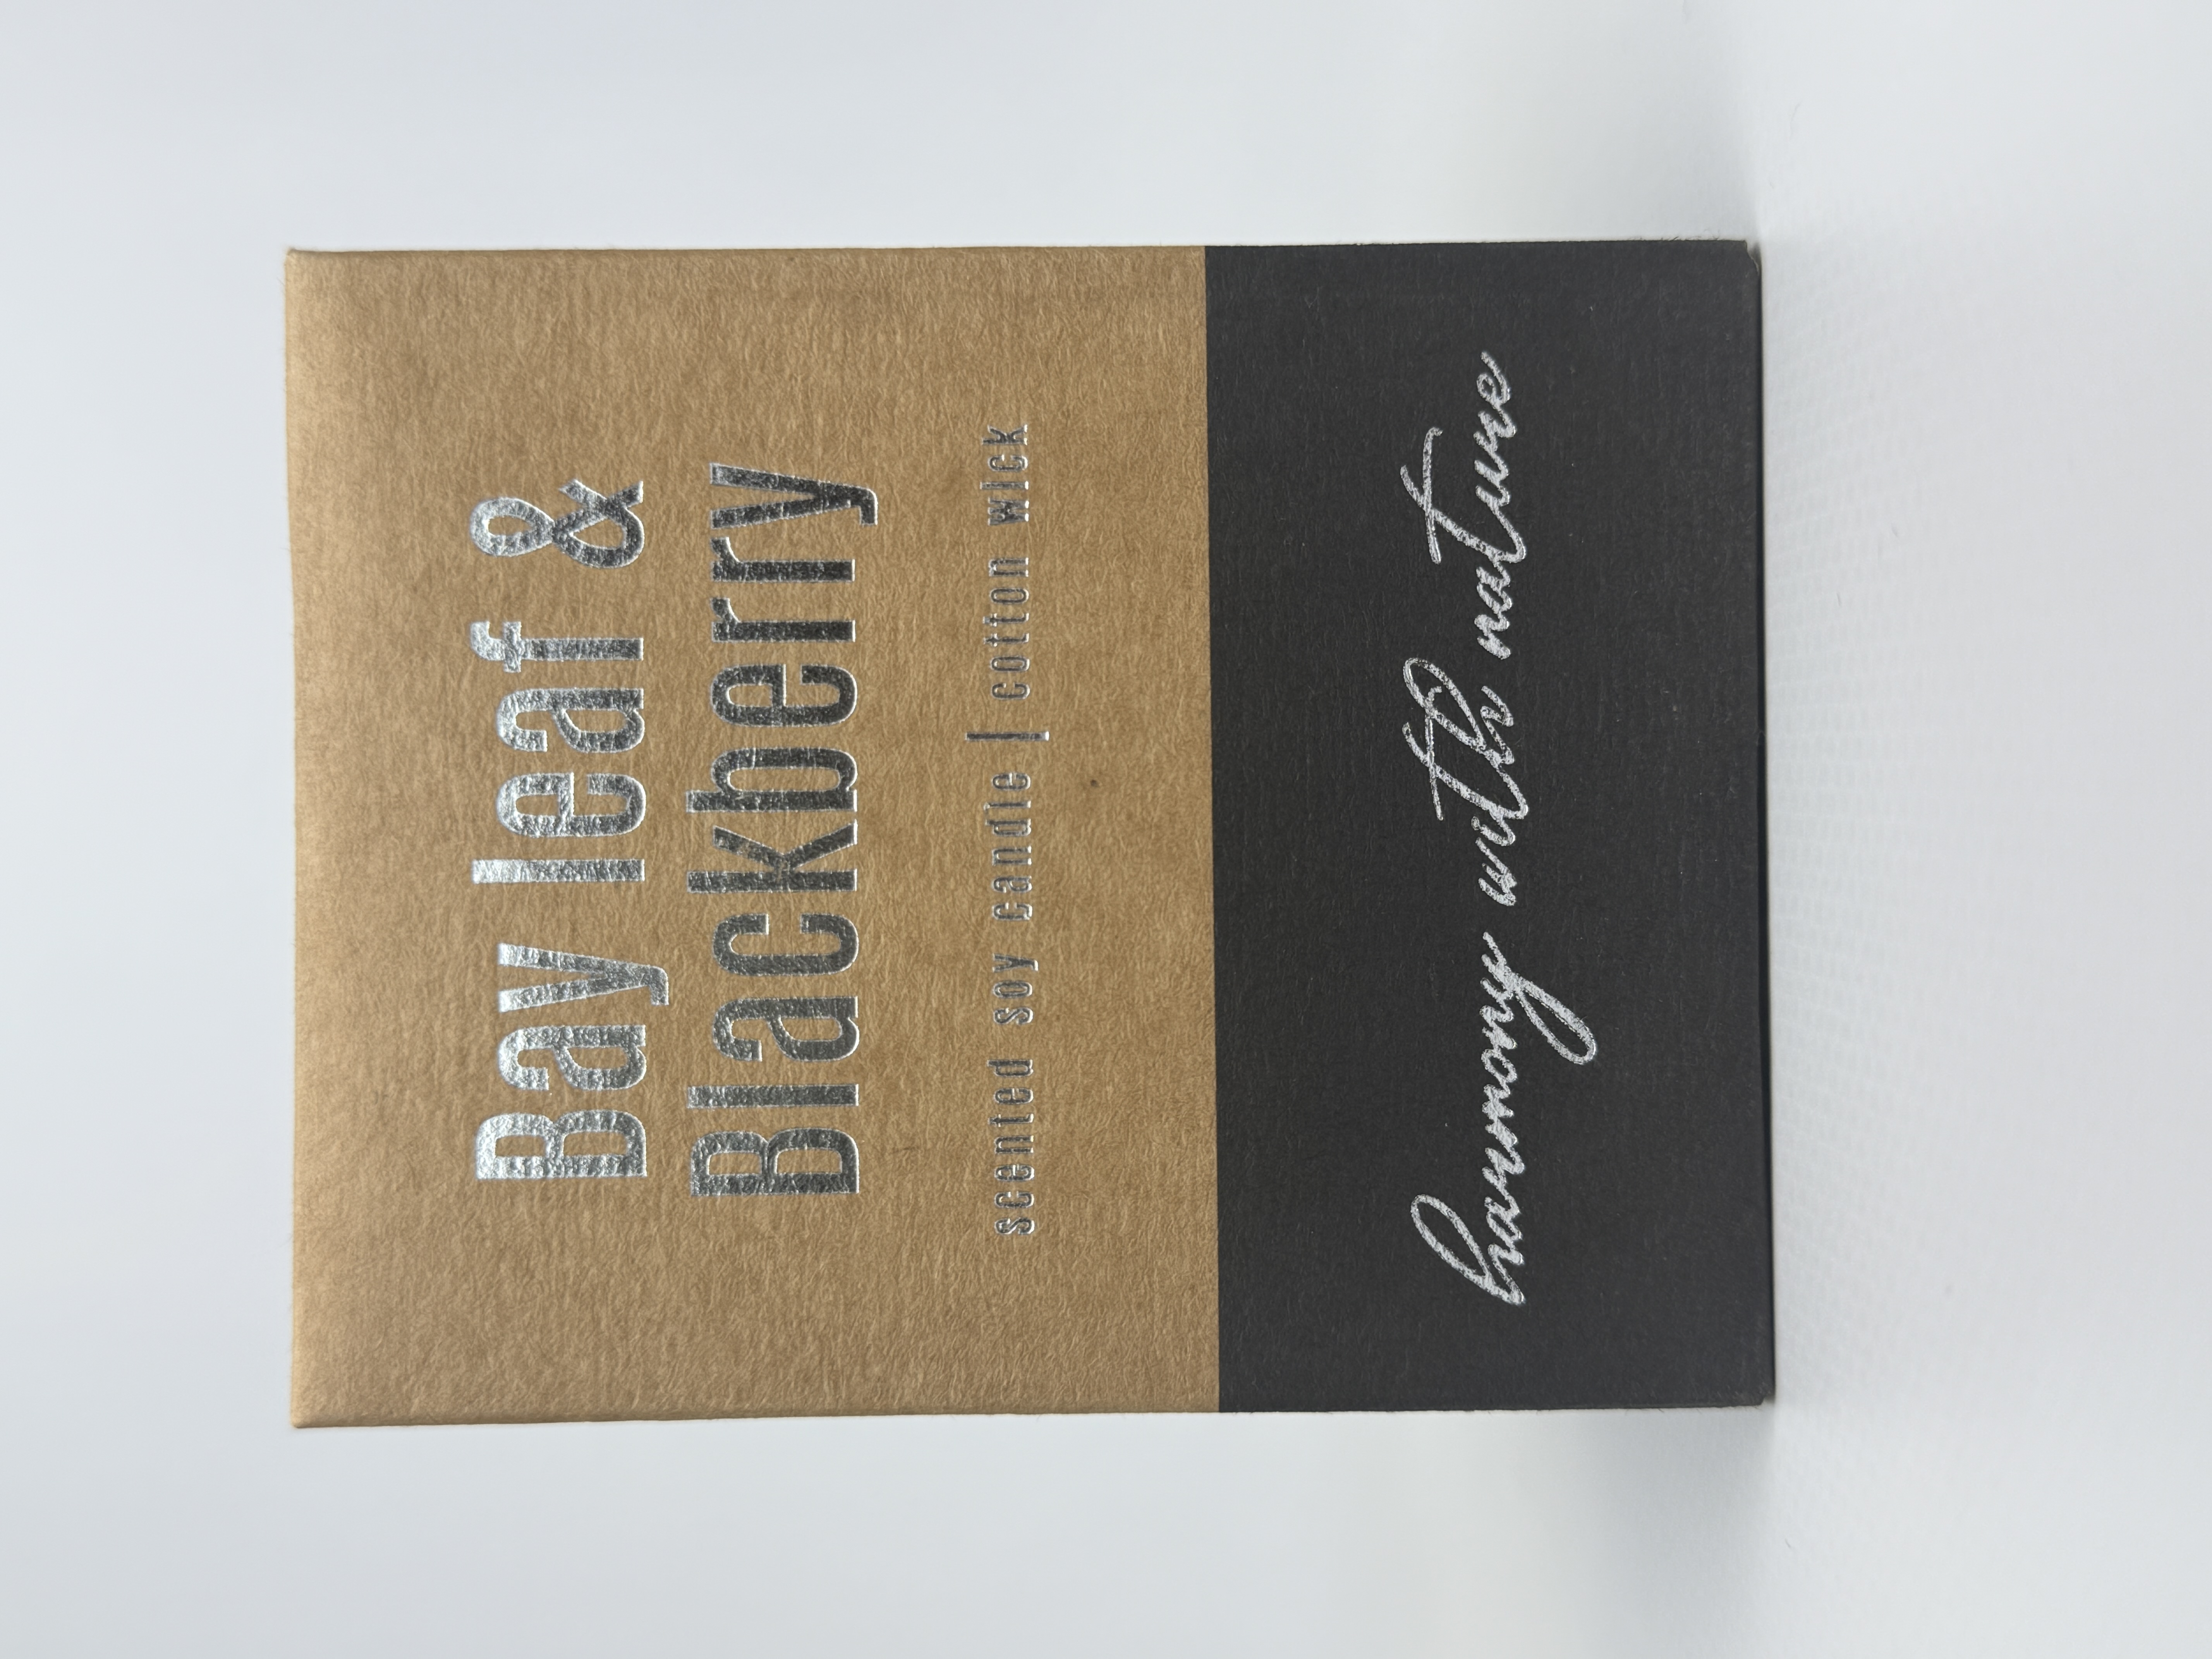 Bay leaf &
Blackberry
scented soy candle | cotton wick
harmony with nature